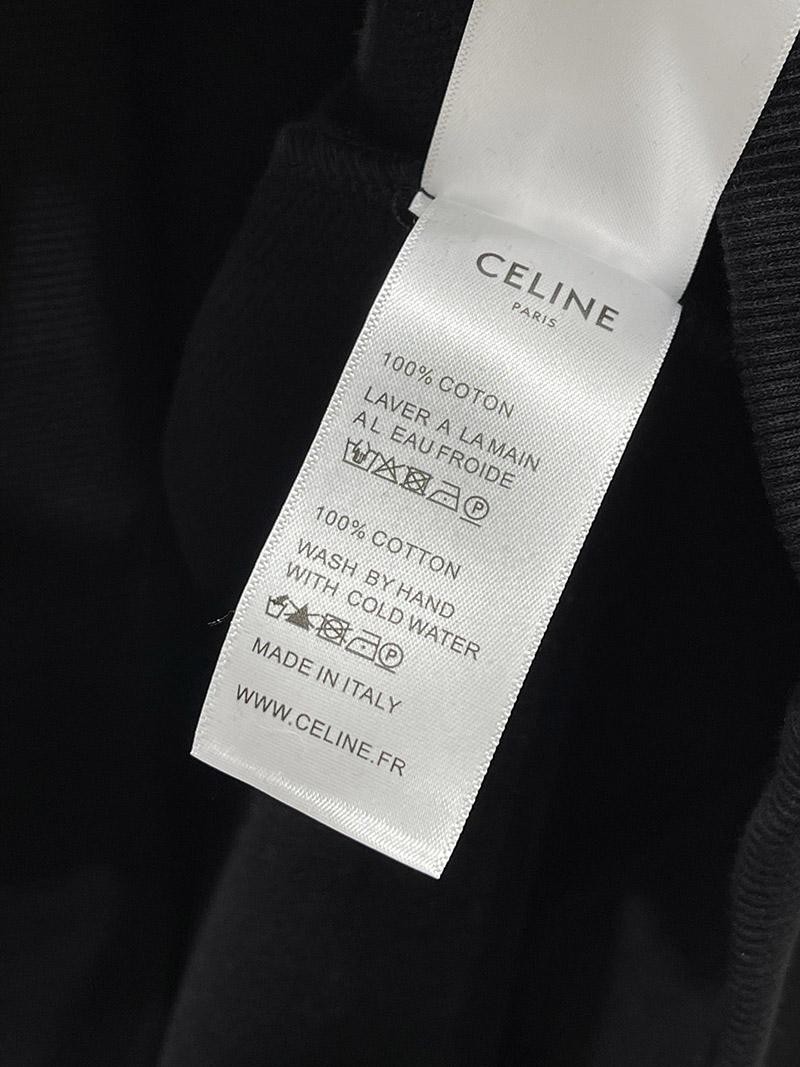 CELINE
PARIS
100% COTON
LAVER A LA MAIN
A L EAU FROIDE
P
100% COTTON
WASH BY HAND
WITH COLD WATER
P
MADE IN ITALY
WWW.CELINE.FR